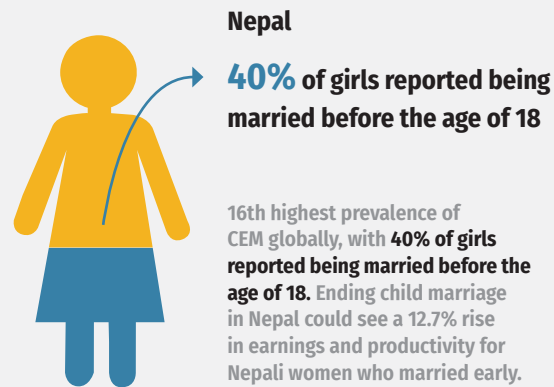 Nepal
40% of girls reported being
married before the age of 18
16th highest prevalence of
CEM globally, with 40% of girls
reported being married before the
age of 18. Ending child marriage
in Nepal could see a 12.7% rise
in earnings and productivity for
Nepali women who married early.